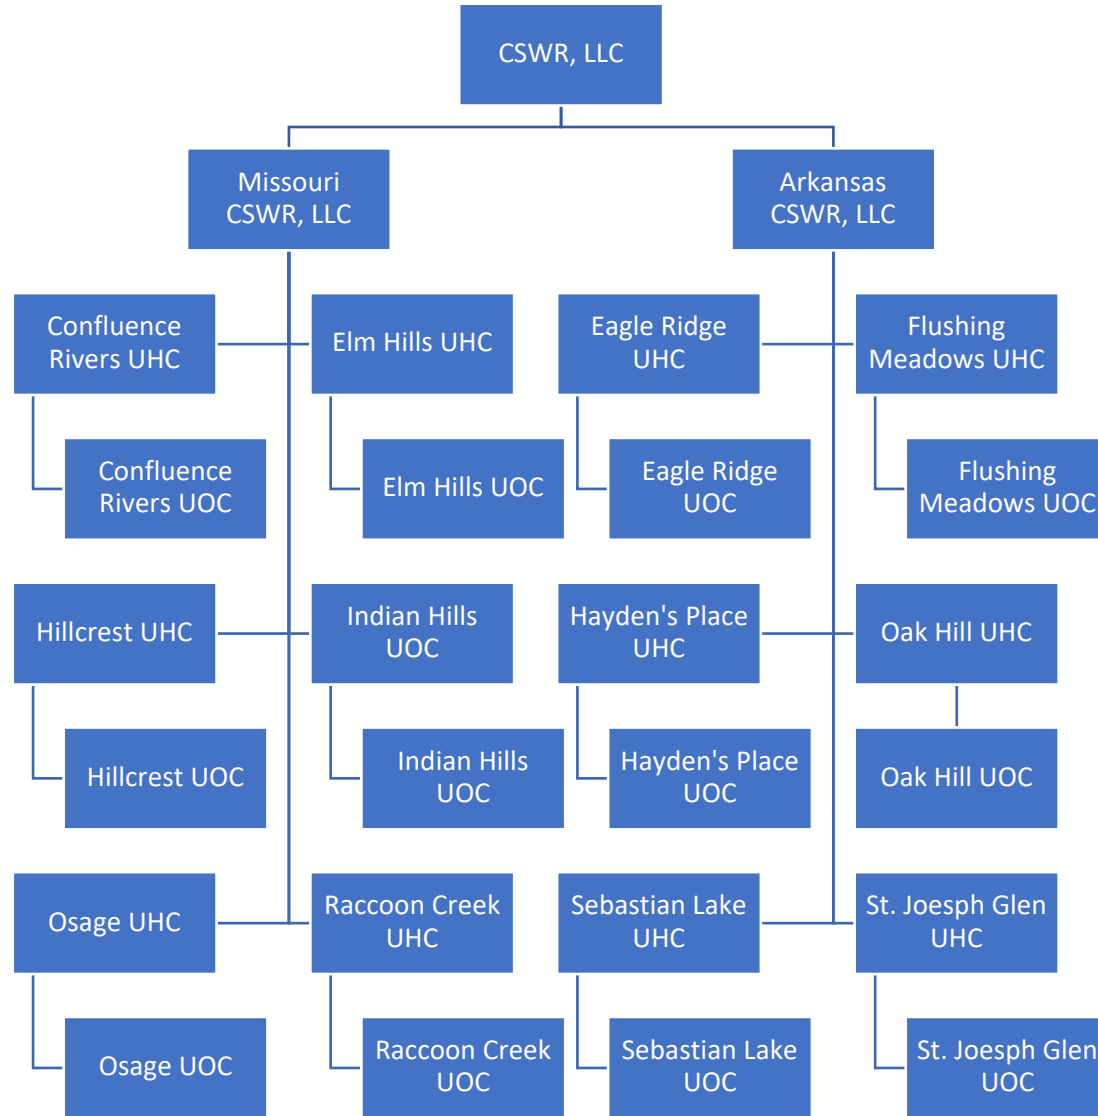 CSWR, LLC
Missouri
CSWR, LLC
Arkansas
CSWR, LLC
Confluence
Rivers UHC
Elm Hills UHC
Eagle Ridge
UHC
Flushing
Meadows UHC
Confluence
Rivers UOC
Elm Hills UOC
Eagle Ridge
UOC
Flushing
Meadows UOC
Hillcrest UHC
Indian Hills
UOC
Hayden's Place
UHC
Oak Hill UHC
Hillcrest UOC
Indian Hills
UOC
Hayden's Place
UOC
Oak Hill UOC
Osage UHC
Raccoon Creek
UHC
Sebastian Lake
UHC
St. Joesph Glen
UHC
Osage UOC
Raccoon Creek
UOC
Sebastian Lake
UOC
St. Joesph Glen
UOC